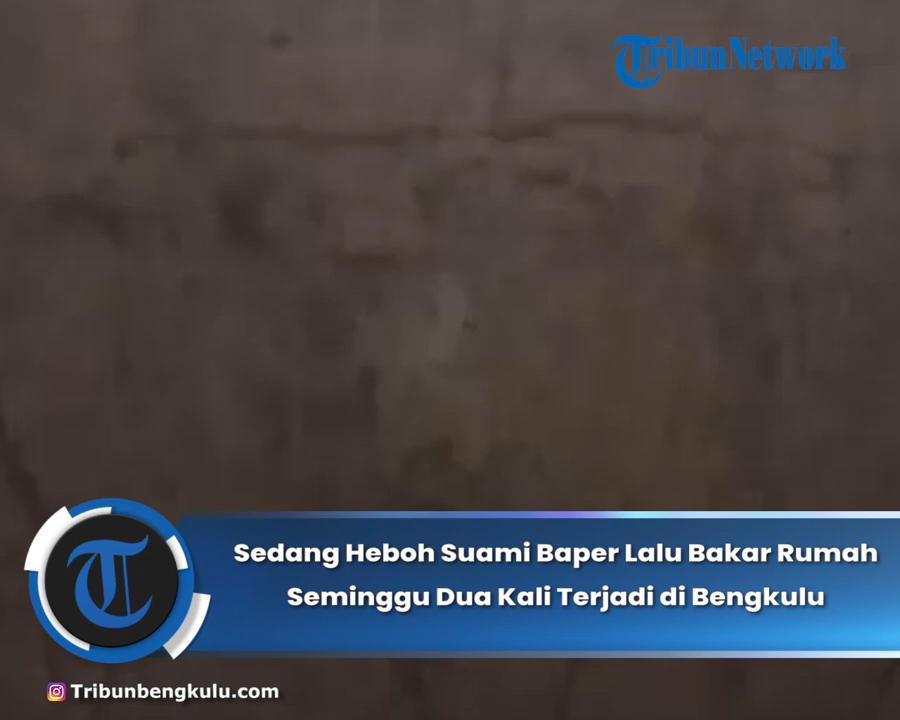 TribunNetwork
Sedang Heboh Suami Baper Lalu Bakar Rumah
Seminggu Dua Kali Terjadi di Bengkulu
T
Tribunbengkulu.com